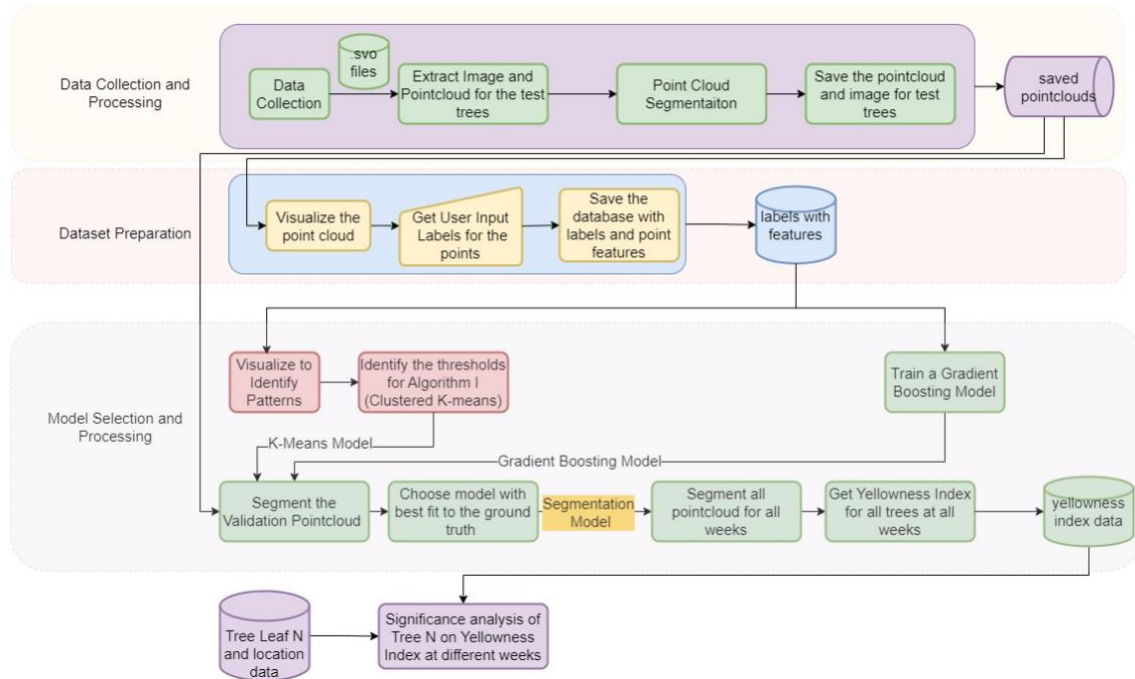 .svo
files
Data Collection and
Processing
Data
Collection
Extract Image and
Pointcloud for the test
trees
Point Cloud
Segmentaiton
Save the pointcloud
and image for test
trees
saved
pointclouds
Dataset Preparation
Visualize the
point cloud
Get User Input
Labels for the
points
Save the
database with
labels and point
features
labels with
features
Model Selection and
Processing
Visualize to
Identify
Patterns
Identify the thresholds
for Algorithm I
(Clustered K-means)
Train a Gradient
Boosting Model
K-Means Model
Gradient Boosting Model
Segment the
Validation Pointcloud
Choose model with
best fit to the ground
truth
Segmentation
Model
Segment all
pointcloud for all
weeks
Get Yellowness Index
for all trees at all
weeks
yellowness
index data
Tree Leaf N
and location
data
Significance analysis of
Tree N on Yellowness
Index at different weeks